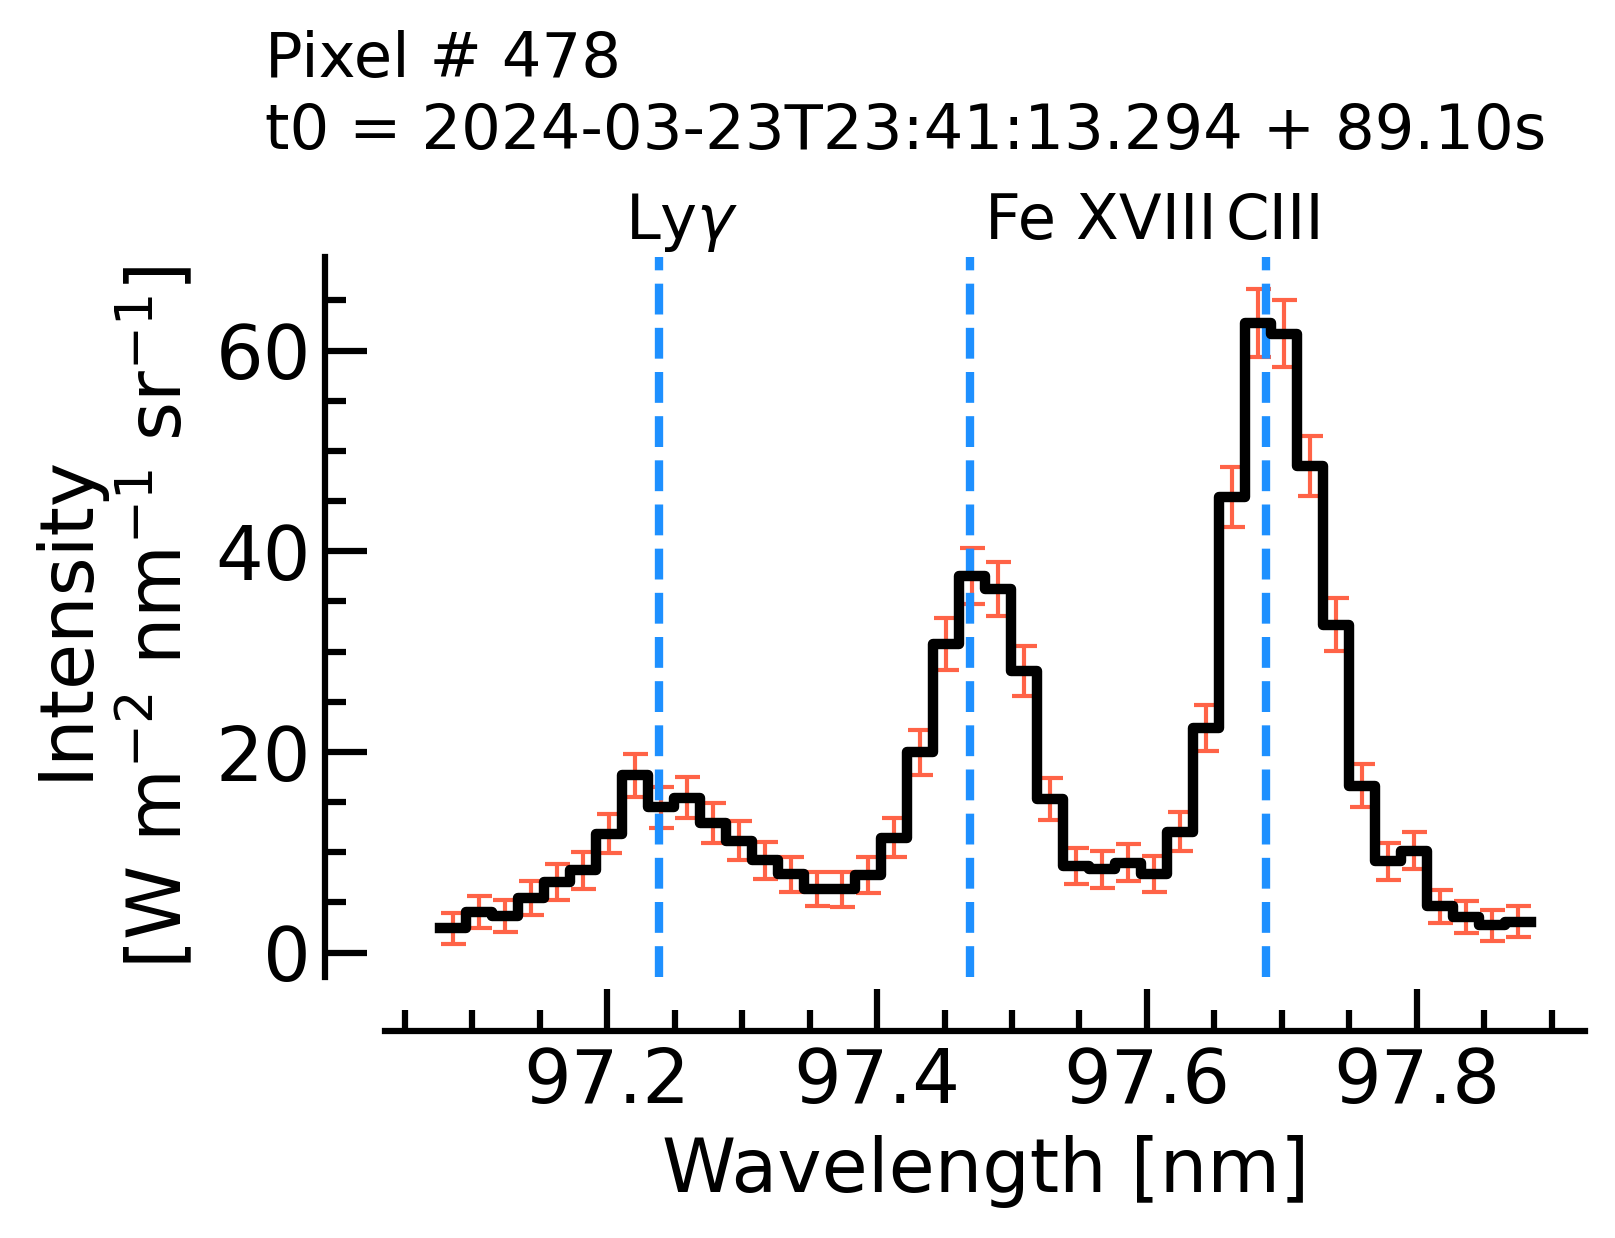 Pixel # 478
t0 = 2024-03-23T23:41:13.294 + 89.10s
Lyγ Fe XVIII CIII
Intensity
[W m⁻² nm⁻¹ sr⁻¹]
60
40
20
0
97.2 97.4 97.6 97.8
Wavelength [nm]